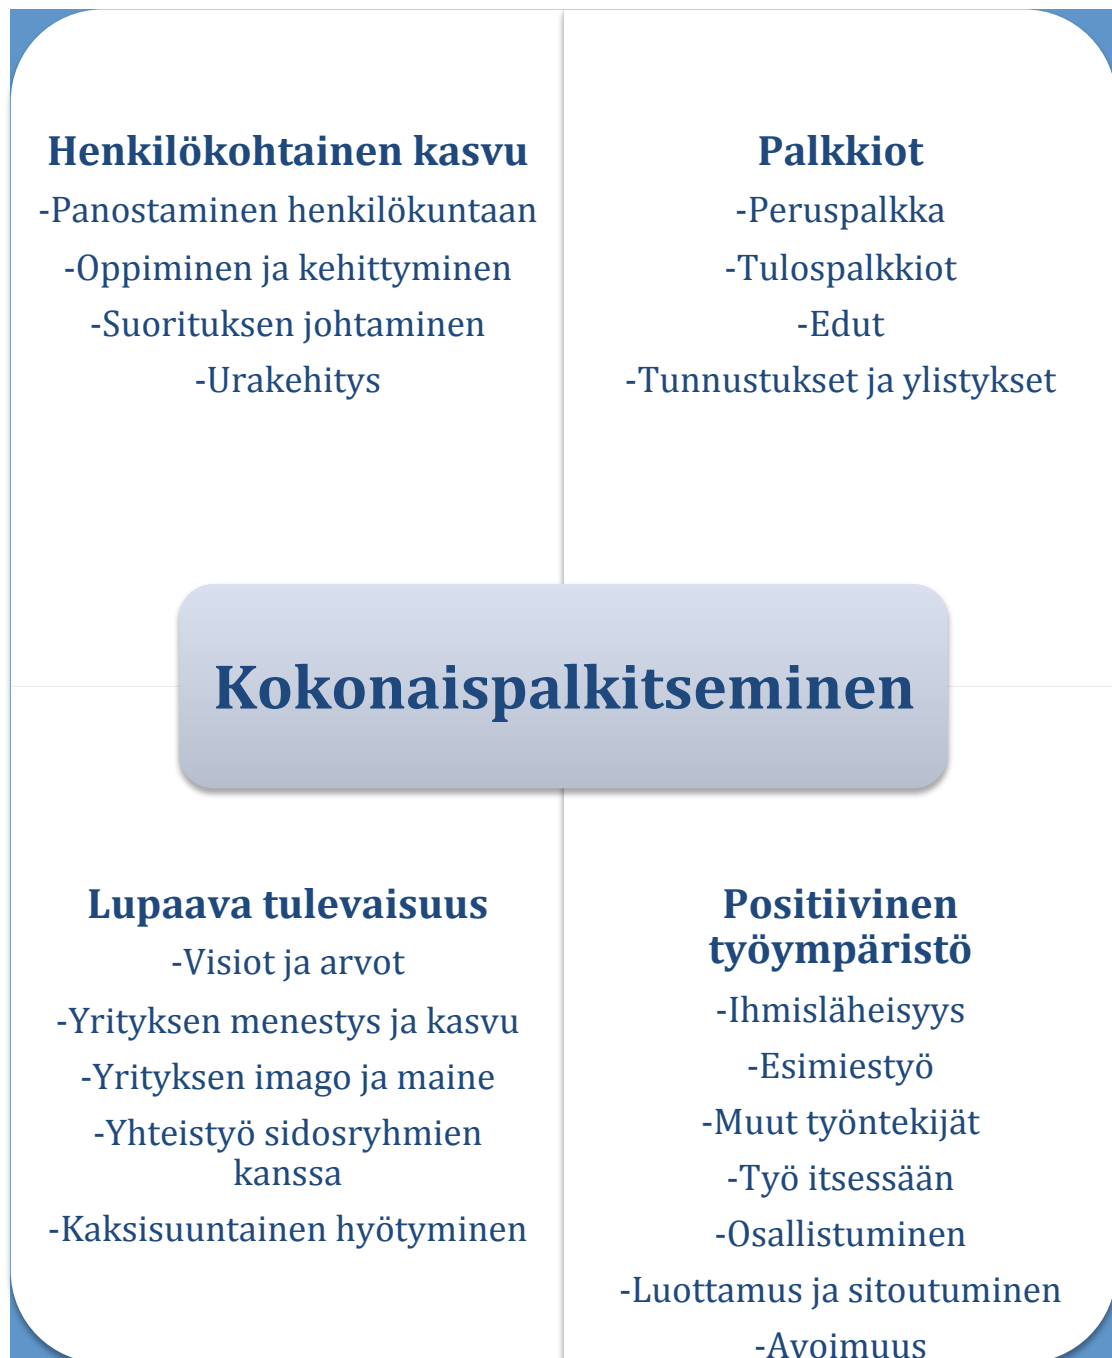 Henkilökohtainen kasvu
-Panostaminen henkilökuntaan
-Oppiminen ja kehittyminen
-Suorituksen johtaminen
-Urakehitys
Palkkiot
-Peruspalkka
-Tulospalkkiot
-Edut
-Tunnustukset ja ylistykset
Kokonaispalkitseminen
Lupaava tulevaisuus
-Visiot ja arvot
-Yrityksen menestys ja kasvu
-Yrityksen imago ja maine
-Yhteistyö sidosryhmien
kanssa
-Kaksisuuntainen hyötyminen
Positiivinen
työympäristö
-Ihmisläheisyys
-Esimiestyö
-Muut työntekijät
-Työ itsessään
-Osallistuminen
-Luottamus ja sitoutuminen
-Avoimuus